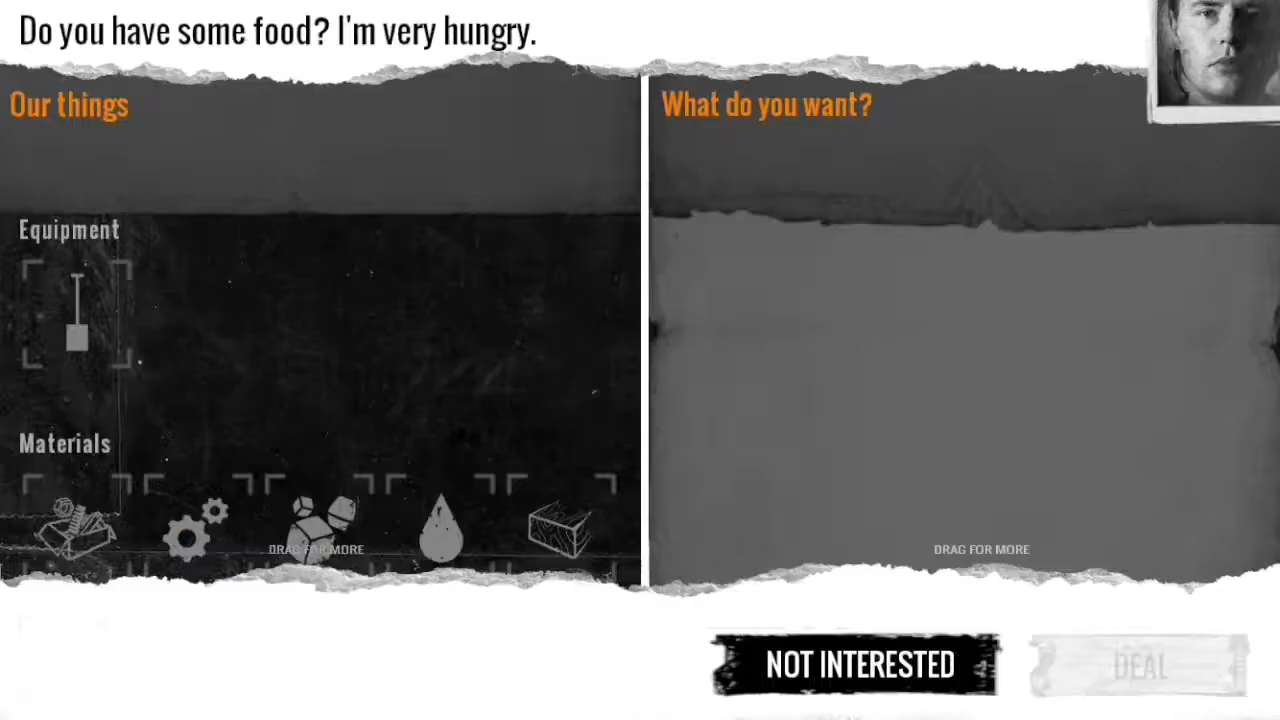 Do you have some food? I'm very hungry.
Our things
What do you want?
Equipment
Materials
DRAG FOR MORE
DRAG FOR MORE
NOT INTERESTED
DEAL